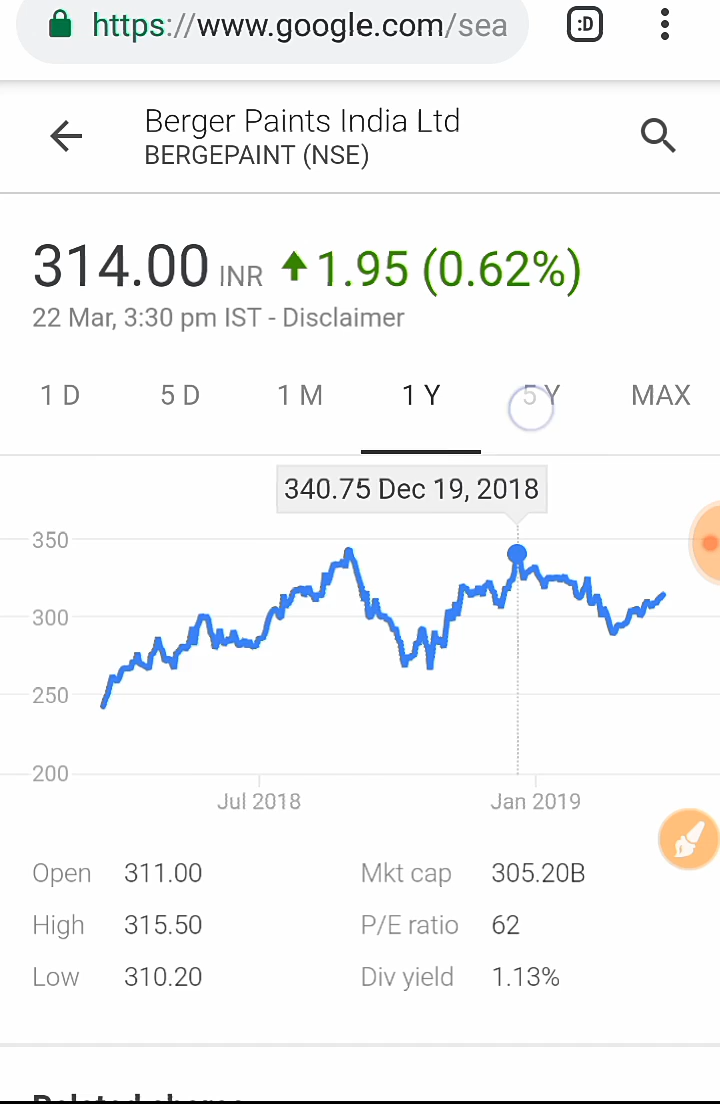 https://www.google.com/sea
:D
Berger Paints India Ltd
BERGEPAINT (NSE)
314.00 INR 1.95 (0.62%)
22 Mar, 3:30 pm IST - Disclaimer
1 D 5 D 1 M 1 Y 5 Y MAX
340.75 Dec 19, 2018
350
300
250
200
Jul 2018 Jan 2019
Open 311.00 Mkt cap 305.20B
High 315.50 P/E ratio 62
Low 310.20 Div yield 1.13%